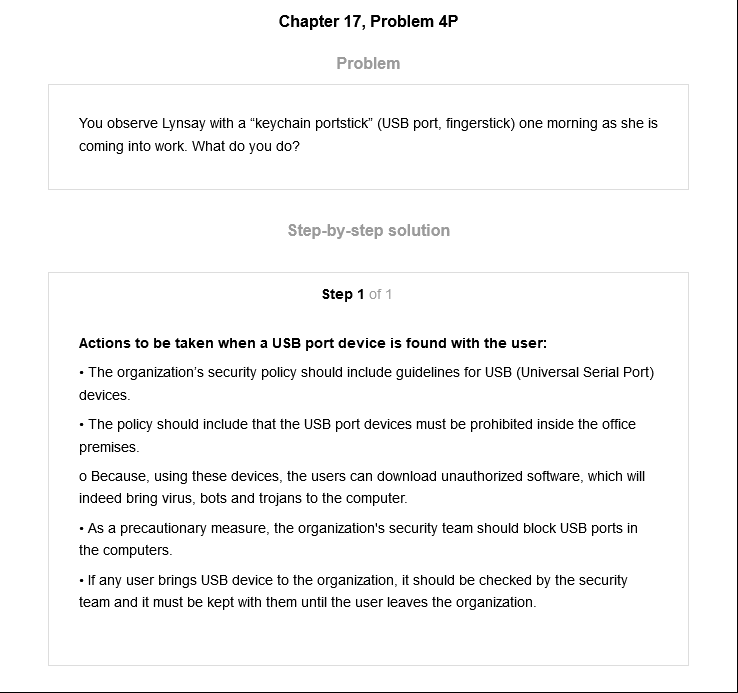 Chapter 17, Problem 4P
Problem
You observe Lynsay with a “keychain portstick” (USB port, fingerstick) one morning as she is
coming into work. What do you do?
Step-by-step solution
Step 1 of 1
Actions to be taken when a USB port device is found with the user:
• The organization’s security policy should include guidelines for USB (Universal Serial Port)
devices.
• The policy should include that the USB port devices must be prohibited inside the office
premises.
o Because, using these devices, the users can download unauthorized software, which will
indeed bring virus, bots and trojans to the computer.
• As a precautionary measure, the organization's security team should block USB ports in
the computers.
• If any user brings USB device to the organization, it should be checked by the security
team and it must be kept with them until the user leaves the organization.